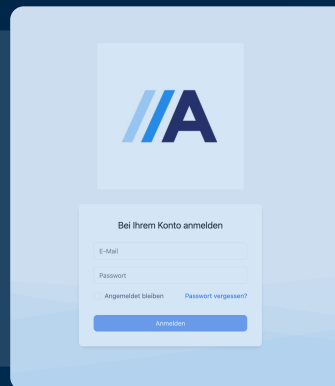 //A
Bei Ihrem Konto anmelden
E-Mail
Passwort
Angemeldet bleiben Passwort vergessen?
Anmelden